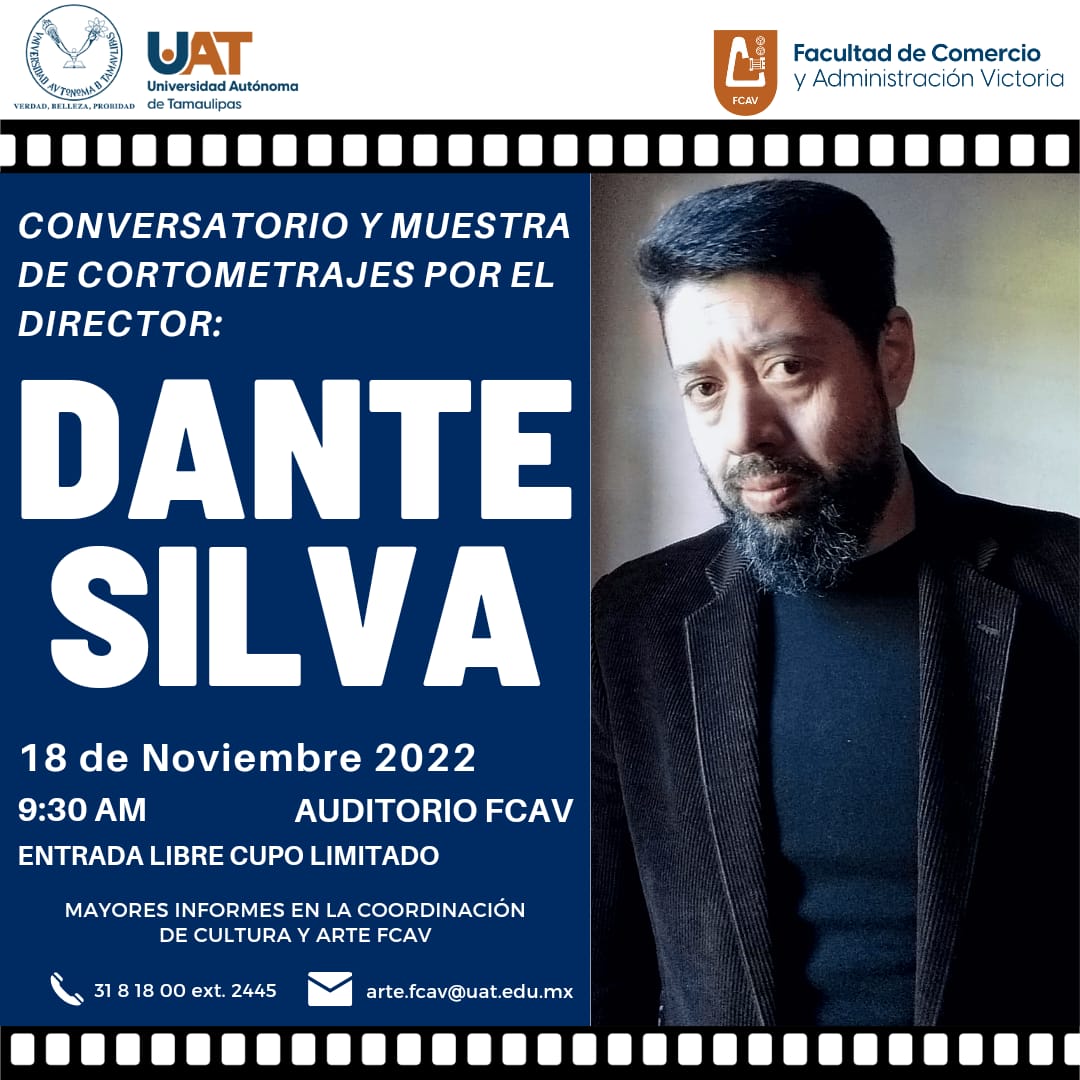 UNIVERSIDAD AVTONOMA D TAMAVLIPAS
VERDAD, BELLEZA, PROBIDAD
UAT
Universidad Autónoma
de Tamaulipas
FCAV
Facultad de Comercio
y Administración Victoria
CONVERSATORIO Y MUESTRA
DE CORTOMETRAJES POR EL
DIRECTOR:
DANTE
SILVA
18 de Noviembre 2022
9:30 AM AUDITORIO FCAV
ENTRADA LIBRE CUPO LIMITADO
MAYORES INFORMES EN LA COORDINACIÓN
DE CULTURA Y ARTE FCAV
31 8 18 00 ext. 2445 arte.fcav@uat.edu.mx